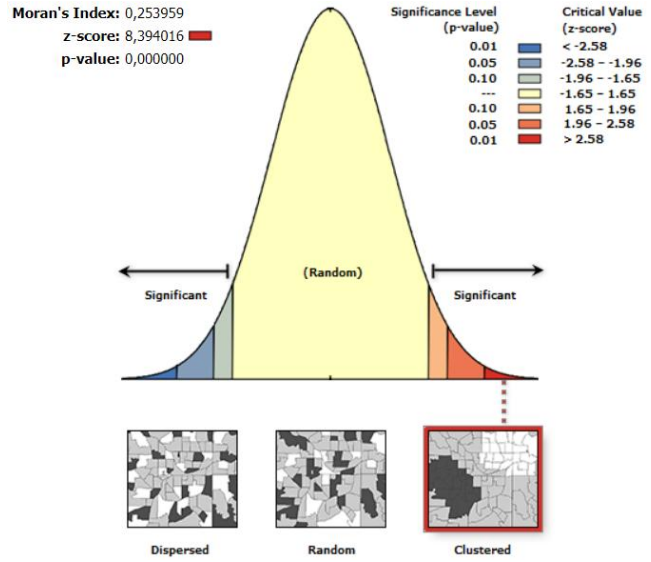 Moran's Index: 0,253959
z-score: 8,394016
p-value: 0,000000
Significance Level
(p-value)
Critical Value
(z-score)
0.01 < -2.58
0.05 -2.58 – -1.96
0.10 -1.96 – -1.65
--- -1.65 – 1.65
0.10 1.65 – 1.96
0.05 1.96 – 2.58
0.01 > 2.58
(Random)
Significant
Significant
Dispersed
Random
Clustered